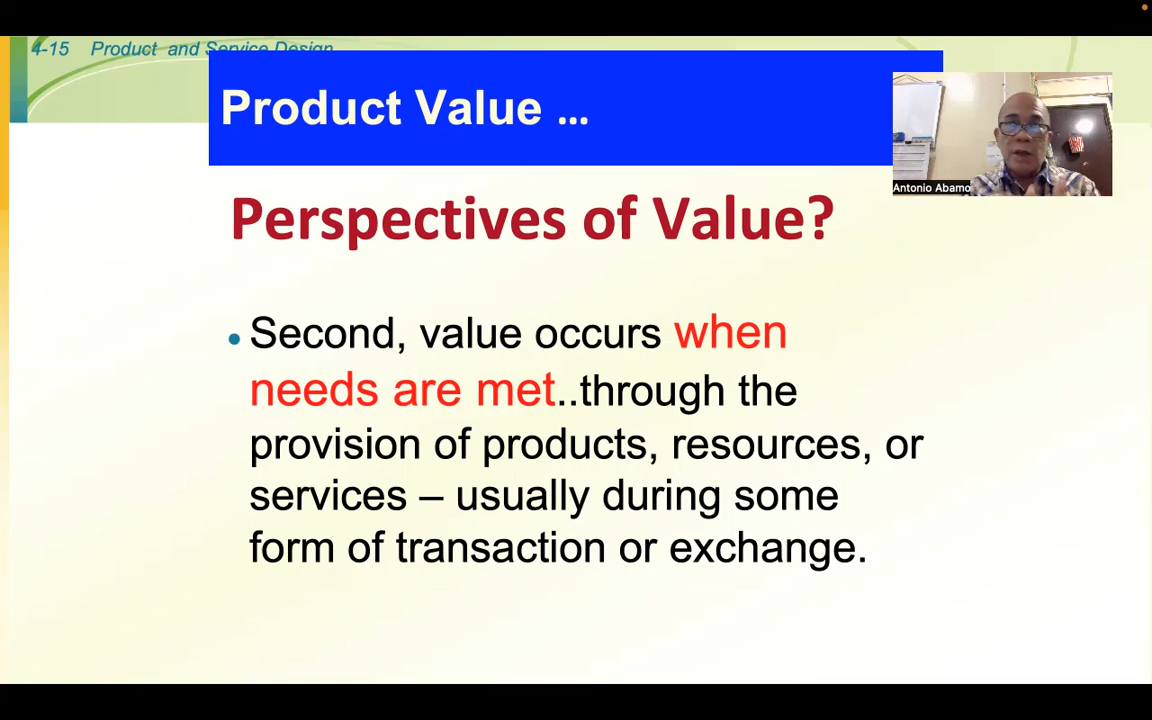 4-15 Product and Service Design
Product Value ...
Antonio Abamo
Perspectives of Value?
• Second, value occurs when
needs are met..through the
provision of products, resources, or
services – usually during some
form of transaction or exchange.